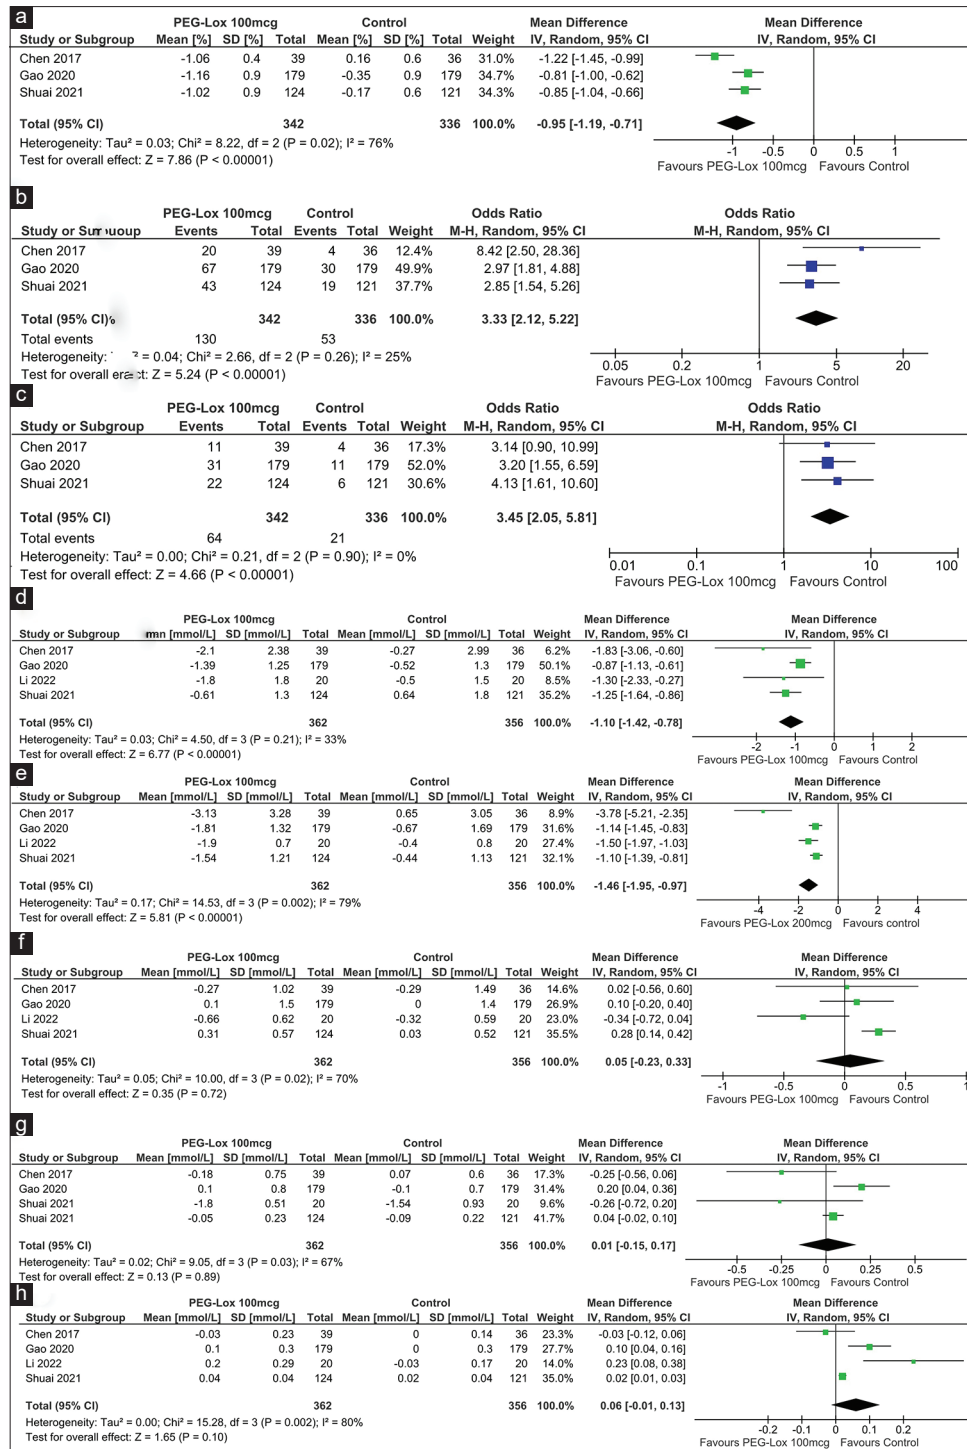 a
PEG-Lox 100mcg Control Mean Difference Mean Difference
Study or Subgroup Mean [%] SD [%] Total Mean [%] SD [%] Total Weight IV, Random, 95% CI IV, Random, 95% CI
Chen 2017 -1.06 0.4 39 0.16 0.6 36 31.0% -1.22 [-1.45, -0.99]
Gao 2020 -1.16 0.9 179 -0.35 0.9 179 34.7% -0.81 [-1.00, -0.62]
Shuai 2021 -1.02 0.9 124 -0.17 0.6 121 34.3% -0.85 [-1.04, -0.66]
Total (95% CI) 342 336 100.0% -0.95 [-1.19, -0.71]
Heterogeneity: Tau² = 0.03; Chi² = 8.22, df = 2 (P = 0.02); I² = 76%
Test for overall effect: Z = 7.86 (P < 0.00001)
-1 -0.5 0 0.5 1
Favours PEG-Lox 100mcg Favours Control
b
PEG-Lox 100mcg Control Odds Ratio Odds Ratio
Study or Events Total Events Total Weight M-H, Random, 95% CI M-H, Random, 95% CI
Chen 2017 20 39 4 36 12.4% 8.42 [2.50, 28.36]
Gao 2020 67 179 30 179 49.9% 2.97 [1.81, 4.88]
Shuai 2021 43 124 19 121 37.7% 2.85 [1.54, 5.26]
Total (95% CI) 342 336 100.0% 3.33 [2.12, 5.22]
Total events 130 53
Heterogeneity: ² = 0.04; Chi² = 2.66, df = 2 (P = 0.26); I² = 25%
Test for overall Z = 5.24 (P < 0.00001)
0.05 0.2 1 5 20
Favours PEG-Lox 100mcg Favours Control
c
PEG-Lox 100mcg Control Odds Ratio Odds Ratio
Study or Subgroup Events Total Events Total Weight M-H, Random, 95% CI M-H, Random, 95% CI
Chen 2017 11 39 4 36 17.3% 3.14 [0.90, 10.99]
Gao 2020 31 179 11 179 52.0% 3.20 [1.55, 6.59]
Shuai 2021 22 124 6 121 30.6% 4.13 [1.61, 10.60]
Total (95% CI) 342 336 100.0% 3.45 [2.05, 5.81]
Total events 64 21
Heterogeneity: Tau² = 0.00; Chi² = 0.21, df = 2 (P = 0.90); I² = 0%
Test for overall effect: Z = 4.66 (P < 0.00001)
0.01 0.1 1 10 100
Favours PEG-Lox 100mcg Favours Control
d
PEG-Lox 100mcg Control Mean Difference Mean Difference
Study or Subgroup [mmol/L] SD [mmol/L] Total Mean [mmol/L] SD [mmol/L] Total Weight IV, Random, 95% CI IV, Random, 95% CI
Chen 2017 -2.1 2.38 39 -0.27 2.99 36 6.2% -1.83 [-3.06, -0.60]
Gao 2020 -1.39 1.25 179 -0.52 1.3 179 50.1% -0.87 [-1.13, -0.61]
Li 2022 -1.8 1.8 20 -0.5 1.5 20 8.5% -1.30 [-2.33, -0.27]
Shuai 2021 -0.61 1.3 124 0.64 1.8 121 35.2% -1.25 [-1.64, -0.86]
Total (95% CI) 362 356 100.0% -1.10 [-1.42, -0.78]
Heterogeneity: Tau² = 0.03; Chi² = 4.50, df = 3 (P = 0.21); I² = 33%
Test for overall effect: Z = 6.77 (P < 0.00001)
-2 -1 0 1 2
Favours PEG-Lox 100mcg Favours Control
e
PEG-Lox 100mcg Control Mean Difference Mean Difference
Study or Subgroup Mean [mmol/L] SD [mmol/L] Total Mean [mmol/L] SD [mmol/L] Total Weight IV, Random, 95% CI IV, Random, 95% CI
Chen 2017 -3.13 3.28 39 0.65 3.05 36 8.9% -3.78 [-5.21, -2.35]
Gao 2020 -1.81 1.32 179 -0.67 1.69 179 31.6% -1.14 [-1.45, -0.83]
Li 2022 -1.9 0.7 20 -0.4 0.8 20 27.4% -1.50 [-1.97, -1.03]
Shuai 2021 -1.54 1.21 124 -0.44 1.13 121 32.1% -1.10 [-1.39, -0.81]
Total (95% CI) 362 356 100.0% -1.46 [-1.95, -0.97]
Heterogeneity: Tau² = 0.17; Chi² = 14.53, df = 3 (P = 0.002); I² = 79%
Test for overall effect: Z = 5.81 (P < 0.00001)
-4 -2 0 2 4
Favours PEG-Lox 200mcg Favours control
f
PEG-Lox 100mcg Control Mean Difference Mean Difference
Study or Subgroup Mean [mmol/L] SD [mmol/L] Total Mean [mmol/L] SD [mmol/L] Total Weight IV, Random, 95% CI IV, Random, 95% CI
Chen 2017 -0.27 1.02 39 -0.29 1.49 36 14.6% 0.02 [-0.56, 0.60]
Gao 2020 0.1 1.5 179 0 1.4 179 26.9% 0.10 [-0.20, 0.40]
Li 2022 -0.66 0.62 20 -0.32 0.59 20 23.0% -0.34 [-0.72, 0.04]
Shuai 2021 0.31 0.57 124 0.03 0.52 121 35.5% 0.28 [0.14, 0.42]
Total (95% CI) 362 356 100.0% 0.05 [-0.23, 0.33]
Heterogeneity: Tau² = 0.05; Chi² = 10.00, df = 3 (P = 0.02); I² = 70%
Test for overall effect: Z = 0.35 (P = 0.72)
-1 -0.5 0 0.5 1
Favours PEG-Lox 100mcg Favours Control
g
PEG-Lox 100mcg Control Mean Difference Mean Difference
Study or Subgroup Mean [mmol/L] SD [mmol/L] Total Mean [mmol/L] SD [mmol/L] Total Weight IV, Random, 95% CI IV, Random, 95% CI
Chen 2017 -0.18 0.75 39 0.07 0.6 36 17.3% -0.25 [-0.56, 0.06]
Gao 2020 0.1 0.8 179 -0.1 0.7 179 31.4% 0.20 [0.04, 0.36]
Shuai 2021 -1.8 0.51 20 -1.54 0.93 20 9.6% -0.26 [-0.72, 0.20]
Shuai 2021 -0.05 0.23 124 -0.09 0.22 121 41.7% 0.04 [-0.02, 0.10]
Total (95% CI) 362 356 100.0% 0.01 [-0.15, 0.17]
Heterogeneity: Tau² = 0.02; Chi² = 9.05, df = 3 (P = 0.03); I² = 67%
Test for overall effect: Z = 0.13 (P = 0.89)
-0.5 -0.25 0 0.25 0.5
Favours PEG-Lox 100mcg Favours Control
h
PEG-Lox 100mcg Control Mean Difference Mean Difference
Study or Subgroup Mean [mmol/L] SD [mmol/L] Total Mean [mmol/L] SD [mmol/L] Total Weight IV, Random, 95% CI IV, Random, 95% CI
Chen 2017 -0.03 0.23 39 0 0.14 36 23.3% -0.03 [-0.12, 0.06]
Gao 2020 0.1 0.3 179 0 0.3 179 27.7% 0.10 [0.04, 0.16]
Li 2022 0.2 0.29 20 -0.03 0.17 20 14.0% 0.23 [0.08, 0.38]
Shuai 2021 0.04 0.04 124 0.02 0.04 121 35.0% 0.02 [0.01, 0.03]
Total (95% CI) 362 356 100.0% 0.06 [-0.01, 0.13]
Heterogeneity: Tau² = 0.00; Chi² = 15.28, df = 3 (P = 0.002); I² = 80%
Test for overall effect: Z = 1.65 (P = 0.10)
-0.2 -0.1 0 0.1 0.2
Favours PEG-Lox 100mcg Favours Control